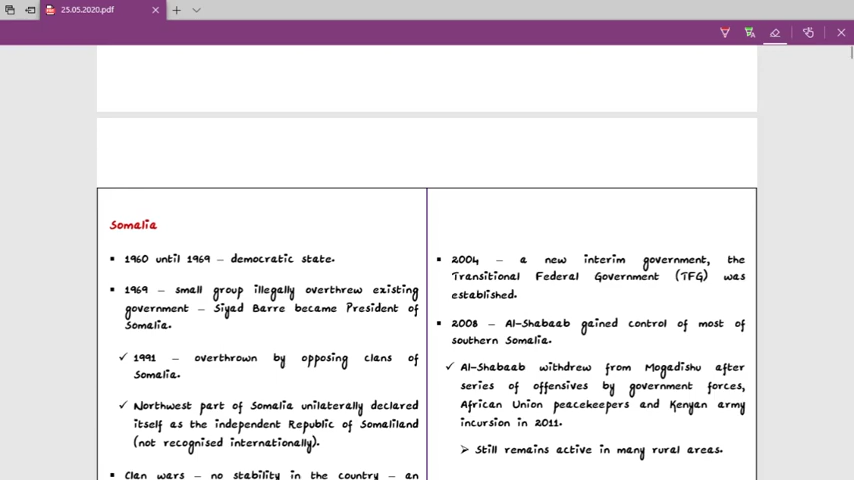 25.05.2020.pdf
Somalia
▪ 1960 until 1969 – democratic state.
▪ 1969 – small group illegally overthrew existing
government – Siyad Barre became President of
Somalia.
✓ 1991 – overthrown by opposing clans of
Somalia.
✓ Northwest part of Somalia unilaterally declared
itself as the independent Republic of Somaliland
(not recognised internationally).
▪ Clan wars – no stability in the country – an
▪ 2004 – a new interim government, the
Transitional Federal Government (TFG) was
established.
▪ 2008 – Al-Shabaab gained control of most of
southern Somalia.
✓ Al-Shabaab withdrew from Mogadishu after
series of offensives by government forces,
African Union peacekeepers and Kenyan army
incursion in 2011.
➢ Still remains active in many rural areas.